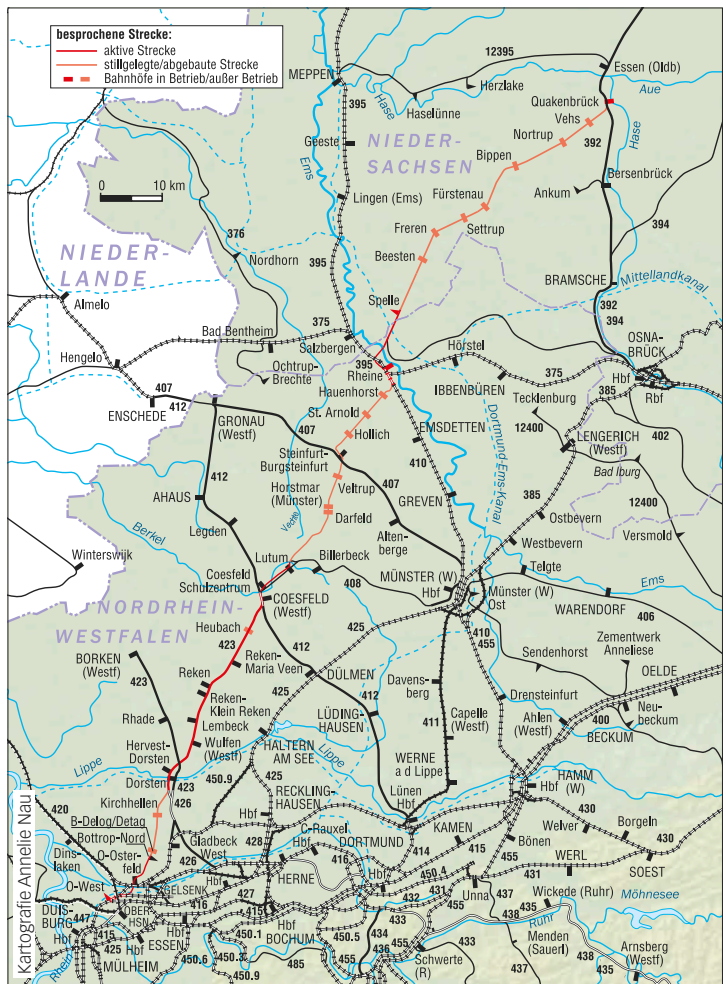 besprochene Strecke:
aktive Strecke
stillgelegte/abgebaute Strecke
Bahnhöfe in Betrieb/außer Betrieb
0 10 km
MEPPEN
12395
Essen (Oldb)
Aue
Herzlake
Hase
Haselünne
Quakenbrück
Vehs
Nortrup
392
Hase
395
NIEDER-
SACHSEN
Geeste
Bippen
Bersenbrück
Ems
Lingen (Ems)
Fürstenau
Ankum
Settrup
Freren
Beesten
394
376
Nordhorn
395
NIEDER-
LANDE
BRAMSCHE
Mittellandkanal
392
394
Almelo
Spelle
Bad Bentheim
375
Salzbergen
Hörstel
OSNA-
BRÜCK
Hengelo
Ochtrup-
Brechte
395
Rheine
IBBENBÜREN
375
Hbf
Rbf
385
407
412
ENSCHEDE
Hauenhorst
Tecklenburg
St. Arnold
EMSDETTEN
12400
402
GRONAU
(Westf)
407
Hollich
LENGERICH
(Westf)
Steinfurt-
Burgsteinfurt
410
Dortmund-Ems-Kanal
Bad Iburg
412
Horstmar
(Münster)
Veltrup
407
GREVEN
385
12400
AHAUS
Vechte
Darfeld
Ostbevern
Versmold
Berkel
Legden
Alten-
berge
Westbevern
Winterswijk
Lutum
Billerbeck
Telgte
Ems
Coesfeld
Schulzentrum
408
MÜNSTER (W)
Hbf
Münster (W)
Ost
WARENDORF
COESFELD
(Westf)
406
NORDRHEIN-
WESTFALEN
Heubach
425
410
455
Sendenhorst
Zementwerk
Anneliese
BORKEN
(Westf)
412
OELDE
423
Reken-
Maria Veen
DÜLMEN
Davens-
berg
Reken
425
412
Drensteinfurt
Neu-
beckum
Reken-
Klein Reken
LÜDING-
HAUSEN
411
Capelle
(Westf)
Ahlen
(Westf)
400
Rhade
Lembeck
BECKUM
Wulfen
(Westf)
HALTERN
AM SEE
Lippe
WERNE
a d Lippe
Hervest-
Dorsten
Lippe
450.9
425
HAMM
(W)
Hbf
Dorsten
423
426
RECKLING-
HAUSEN
Lünen
Hbf
Kirchhellen
430
420
B-Delog/Detag
Hbf
C-Rauxel
KAMEN
Welver
Borgeln
Bottrop-Nord
Gladbeck
West
428
Hbf
DORTMUND
414
415
Bönen
430
Dins-
laken
O-Oster-
feld
426
416
450.4
455
WERL
SOEST
O-West
GELSENK
Hbf
HERNE
Hbf
431
431
DUIS-
BURG
447
OBER-
HSN
416
427
432
455
Unna
437
Wickede (Ruhr)
Möhnesee
Hbf
415
Hbf
415
Hbf
433
438
435
425
ESSEN
450.1
BOCHUM
450.5
434
455
Ruhr
Hbf
450.3
436
455
433
Menden
(Sauerl)
Arnsberg
(Westf)
Rhein
MÜLHEIM
450.6
450.9
485
Schwerte
(R)
437
438
435
Kartografie Annelie Nau